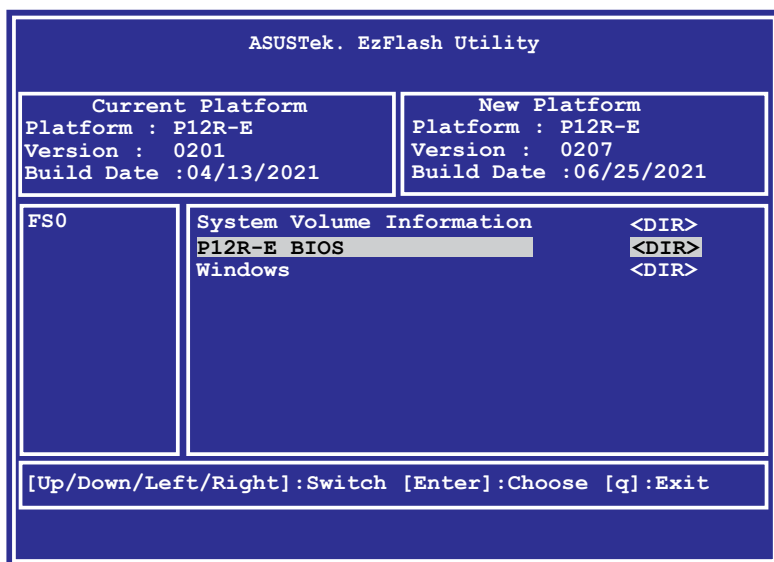 ASUSTek. EzFlash Utility
Current Platform
Platform : P12R-E
Version : 0201
Build Date :04/13/2021
New Platform
Platform : P12R-E
Version : 0207
Build Date :06/25/2021
FS0
System Volume Information <DIR>
P12R-E BIOS <DIR>
Windows <DIR>
[Up/Down/Left/Right]:Switch [Enter]:Choose [q]:Exit